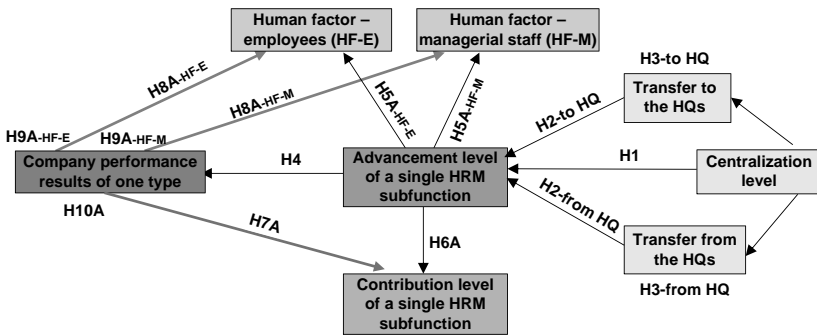 Human factor –
employees (HF-E)
Human factor –
managerial staff (HF-M)
H3-to HQ
H8A-HF-E
H8A-HF-M
H5A-HF-E
H5A-HF-M
H2-to HQ
Transfer to
the HQs
H9A-HF-E
H9A-HF-M
Company performance
results of one type
H4
Advancement level
of a single HRM
subfunction
H1
Centralization
level
H10A
H7A
H6A
H2-from HQ
Transfer from
the HQs
H3-from HQ
Contribution level
of a single HRM
subfunction